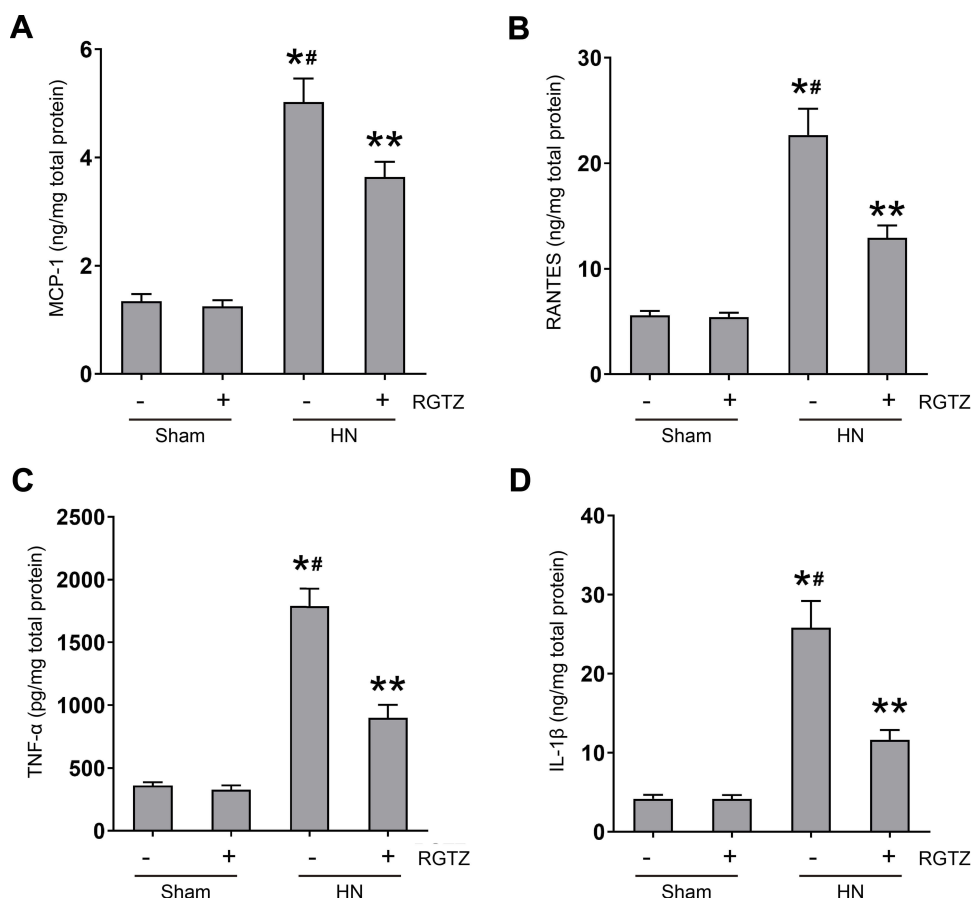 A
MCP-1 (ng/mg total protein)
6
4
2
0
*#
**
- + - + RGTZ
Sham HN
B
RANTES (ng/mg total protein)
30
20
10
0
*#
**
- + - + RGTZ
Sham HN
C
TNF-α (pg/mg total protein)
2500
2000
1500
1000
500
0
*#
**
- + - + RGTZ
Sham HN
D
IL-1β (ng/mg total protein)
40
30
20
10
0
*#
**
- + - + RGTZ
Sham HN